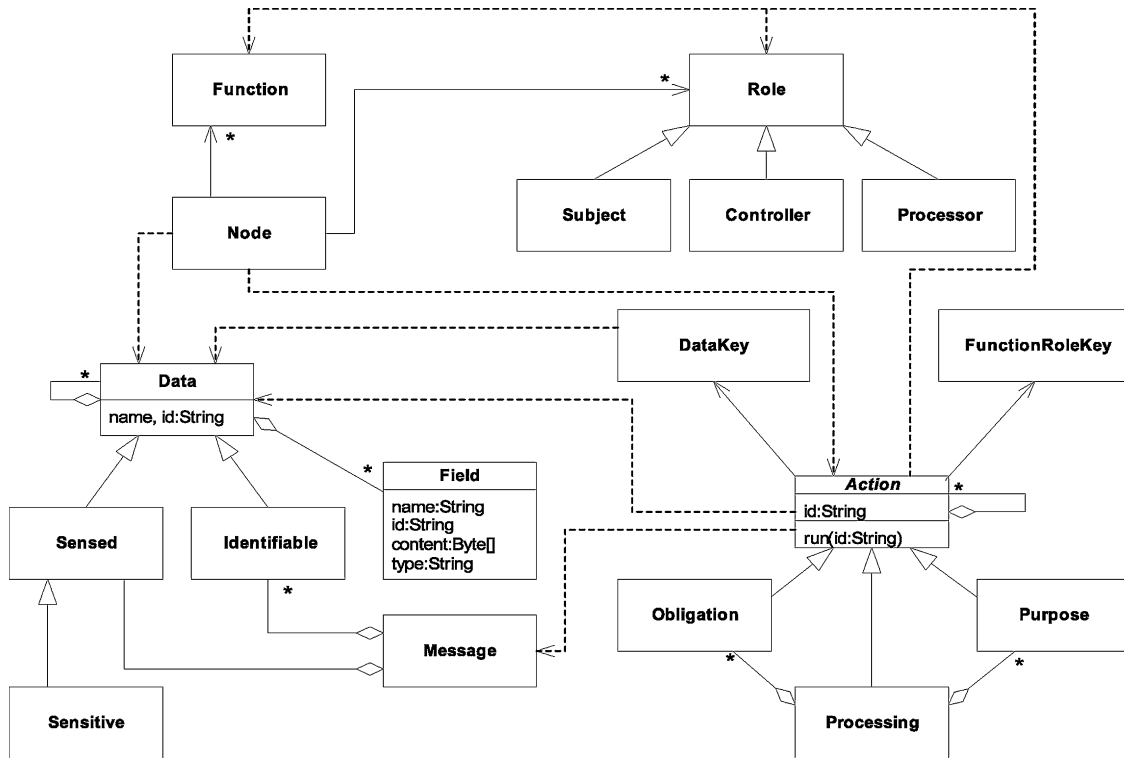 Function
*
Role
*
Subject
Controller
Processor
Node
DataKey
FunctionRoleKey
*
Data
name, id:String
*
Field
name:String
id:String
content:Byte[]
type:String
Action
*
id:String
run(id:String)
Sensed
Identifiable
*
Message
Obligation
*
Purpose
*
Sensitive
Processing